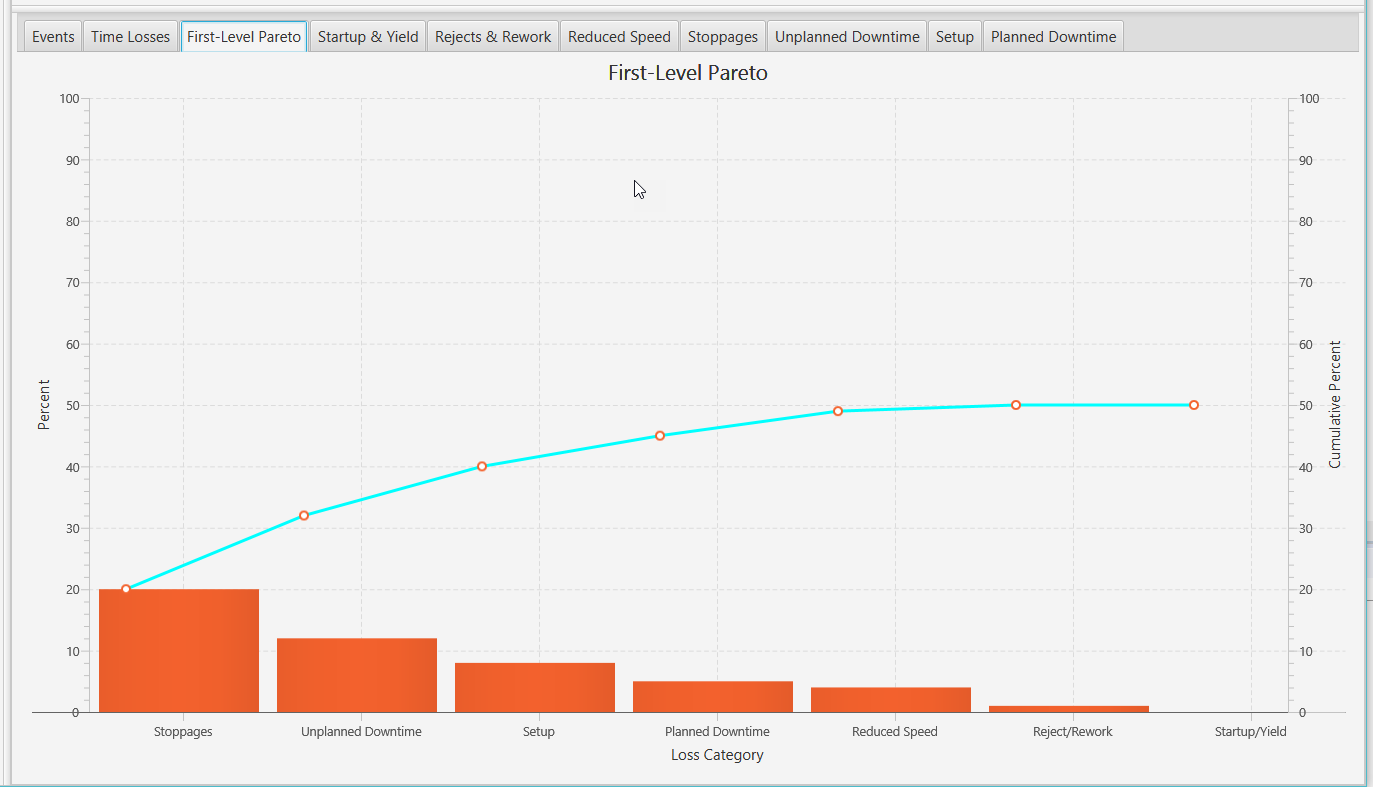 Events Time Losses First-Level Pareto Startup & Yield Rejects & Rework Reduced Speed Stoppages Unplanned Downtime Setup Planned Downtime
First-Level Pareto
100 100
90 90
80 80
70 70
60 60
Percent
Cumulative Percent
50 50
40 40
30 30
20 20
10 10
0 0
Stoppages Unplanned Downtime Setup Planned Downtime Reduced Speed Reject/Rework Startup/Yield
Loss Category